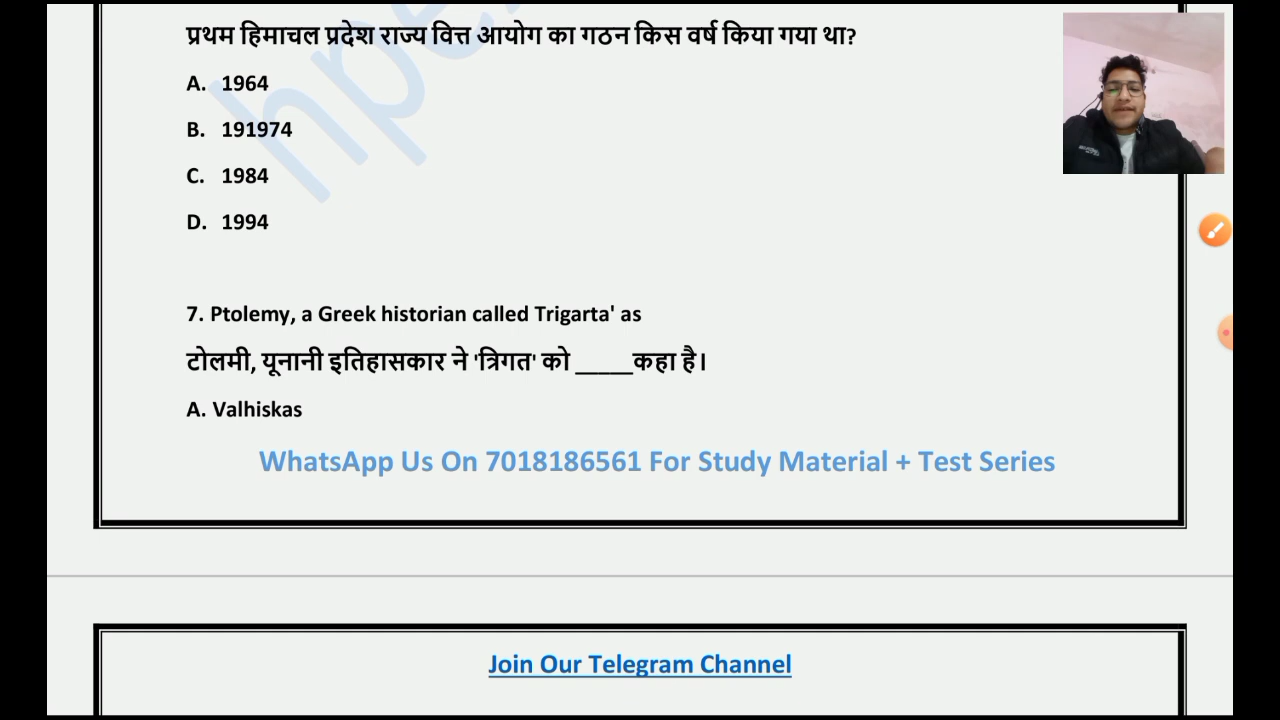 प्रथम हिमाचल प्रदेश राज्य वित्त आयोग का गठन किस वर्ष किया गया था?
A. 1964
B. 191974
C. 1984
D. 1994
7. Ptolemy, a Greek historian called Trigarta' as
टोलमी, यूनानी इतिहासकार ने 'त्रिगत' को _____कहा है।
A. Valhiskas
WhatsApp Us On 7018186561 For Study Material + Test Series
Join Our Telegram Channel